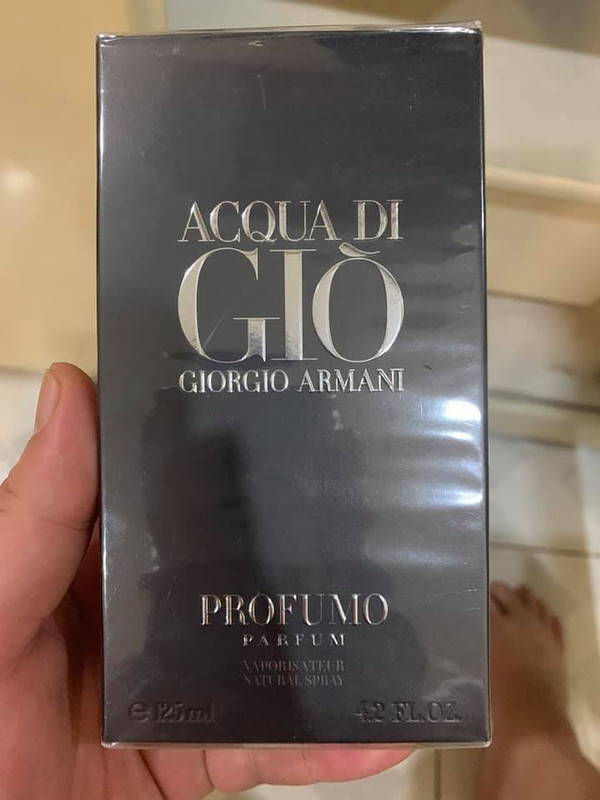 ACQUA DI
GIÒ
GIORGIO ARMANI
PROFUMO
PARFUM
VAPORISATEUR
NATURAL SPRAY
℮ 125 ml 4.2 FL.OZ.